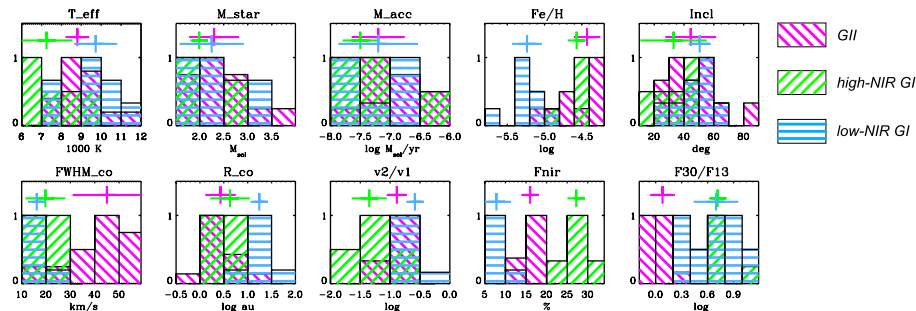 T_eff M_star M_acc Fe/H Incl
1
0
6 7 8 9 10 11 12
2.0 2.5 3.0 3.5
-8.0 -7.5 -7.0 -6.5 -6.0
-5.5 -5.0 -4.5
20 40 60 80
1000 K M_sol log M_sol/yr log deg
GII
high-NIR GI
low-NIR GI
FWHM_co R_co v2/v1 Fnir F30/F13
1
0
10 20 30 40 50
-0.5 0.0 0.5 1.0 1.5 2.0
-2.0 -1.5 -1.0 -0.5 0.0
5 10 15 20 25 30
0.0 0.3 0.6 0.9
km/s log au log % log